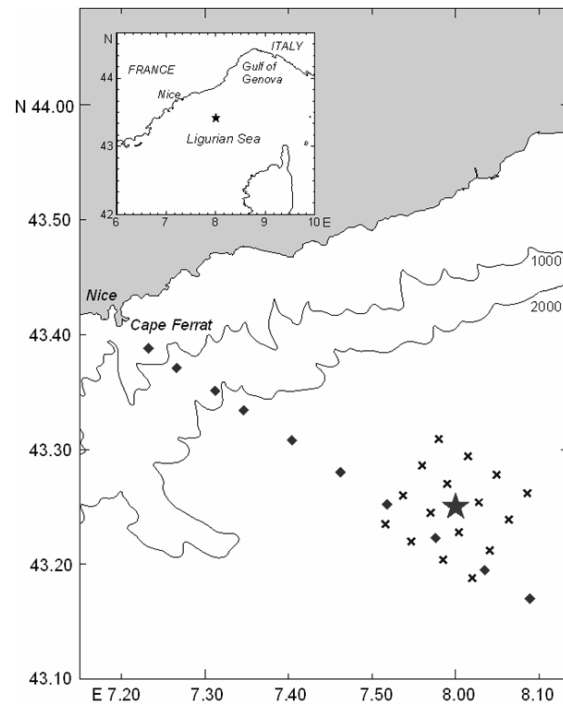 N
ITALY
44
FRANCE
Gulf of
Genova
Nice
43
Ligurian Sea
42
6 7 8 9 10 E
N 44.00
43.50
1000
2000
Nice
Cape Ferrat
43.40
43.30
43.20
43.10
E 7.20 7.30 7.40 7.50 8.00 8.10